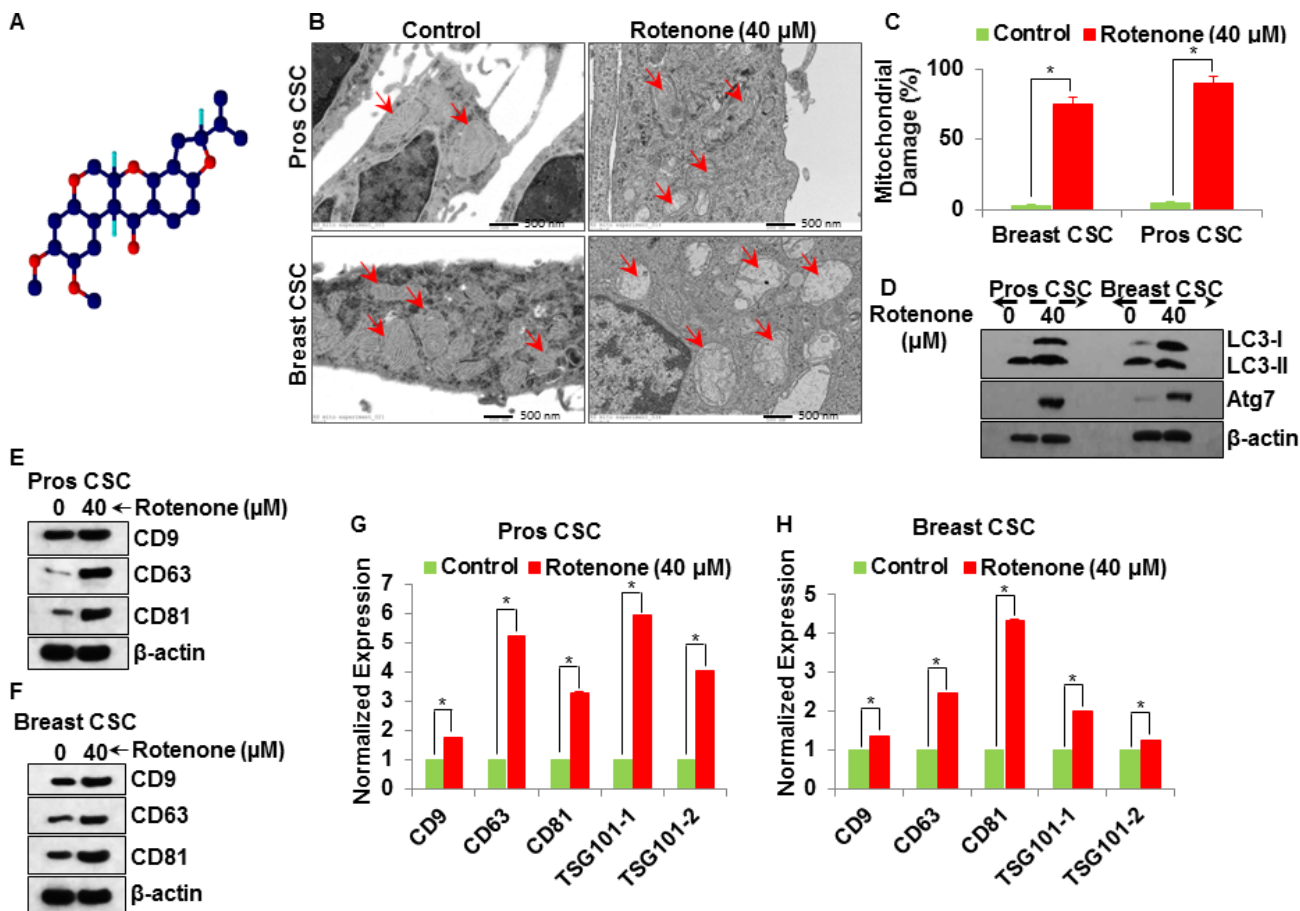 A
B
Control
Rotenone (40 µM)
Pros CSC
500 nm
500 nm
Breast CSC
500 nm
500 nm
C
Control
Rotenone (40 µM)
*
*
Mitochondrial
Damage (%)
100
50
0
Breast CSC
Pros CSC
D
Pros CSC
Breast CSC
Rotenone
(µM)
0
40
0
40
LC3-I
LC3-II
Atg7
β-actin
E
Pros CSC
0
40
←Rotenone (µM)
CD9
CD63
CD81
β-actin
F
Breast CSC
0
40
←Rotenone (µM)
CD9
CD63
CD81
β-actin
G
Pros CSC
Control
Rotenone (40 µM)
Normalized Expression
7
6
5
4
3
2
1
0
*
*
*
*
*
CD9
CD63
CD81
TSG101-1
TSG101-2
H
Breast CSC
Control
Rotenone (40 µM)
Normalized Expression
5
4
3
2
1
0
*
*
*
*
*
CD9
CD63
CD81
TSG101-1
TSG101-2